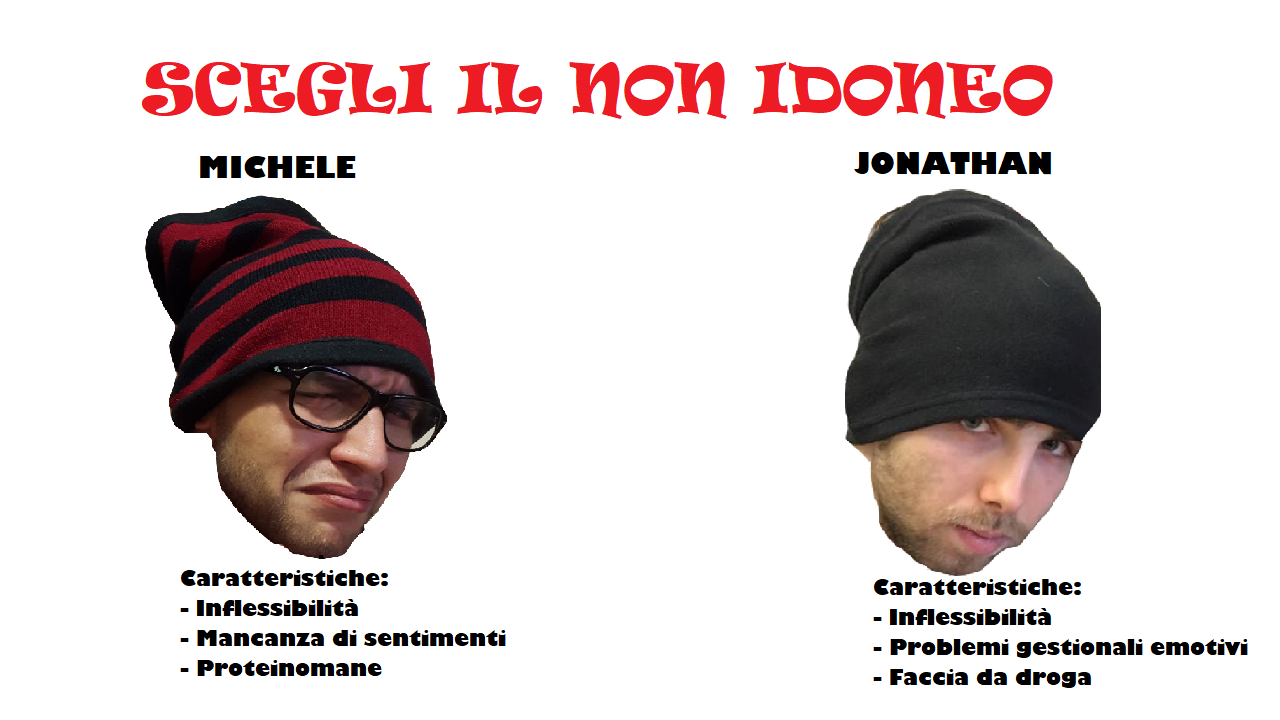 SCEGLI IL NON IDONEO
MICHELE
JONATHAN
Caratteristiche:
- Inflessibilità
- Mancanza di sentimenti
- Proteinomane
Caratteristiche:
- Inflessibilità
- Problemi gestionali emotivi
- Faccia da droga